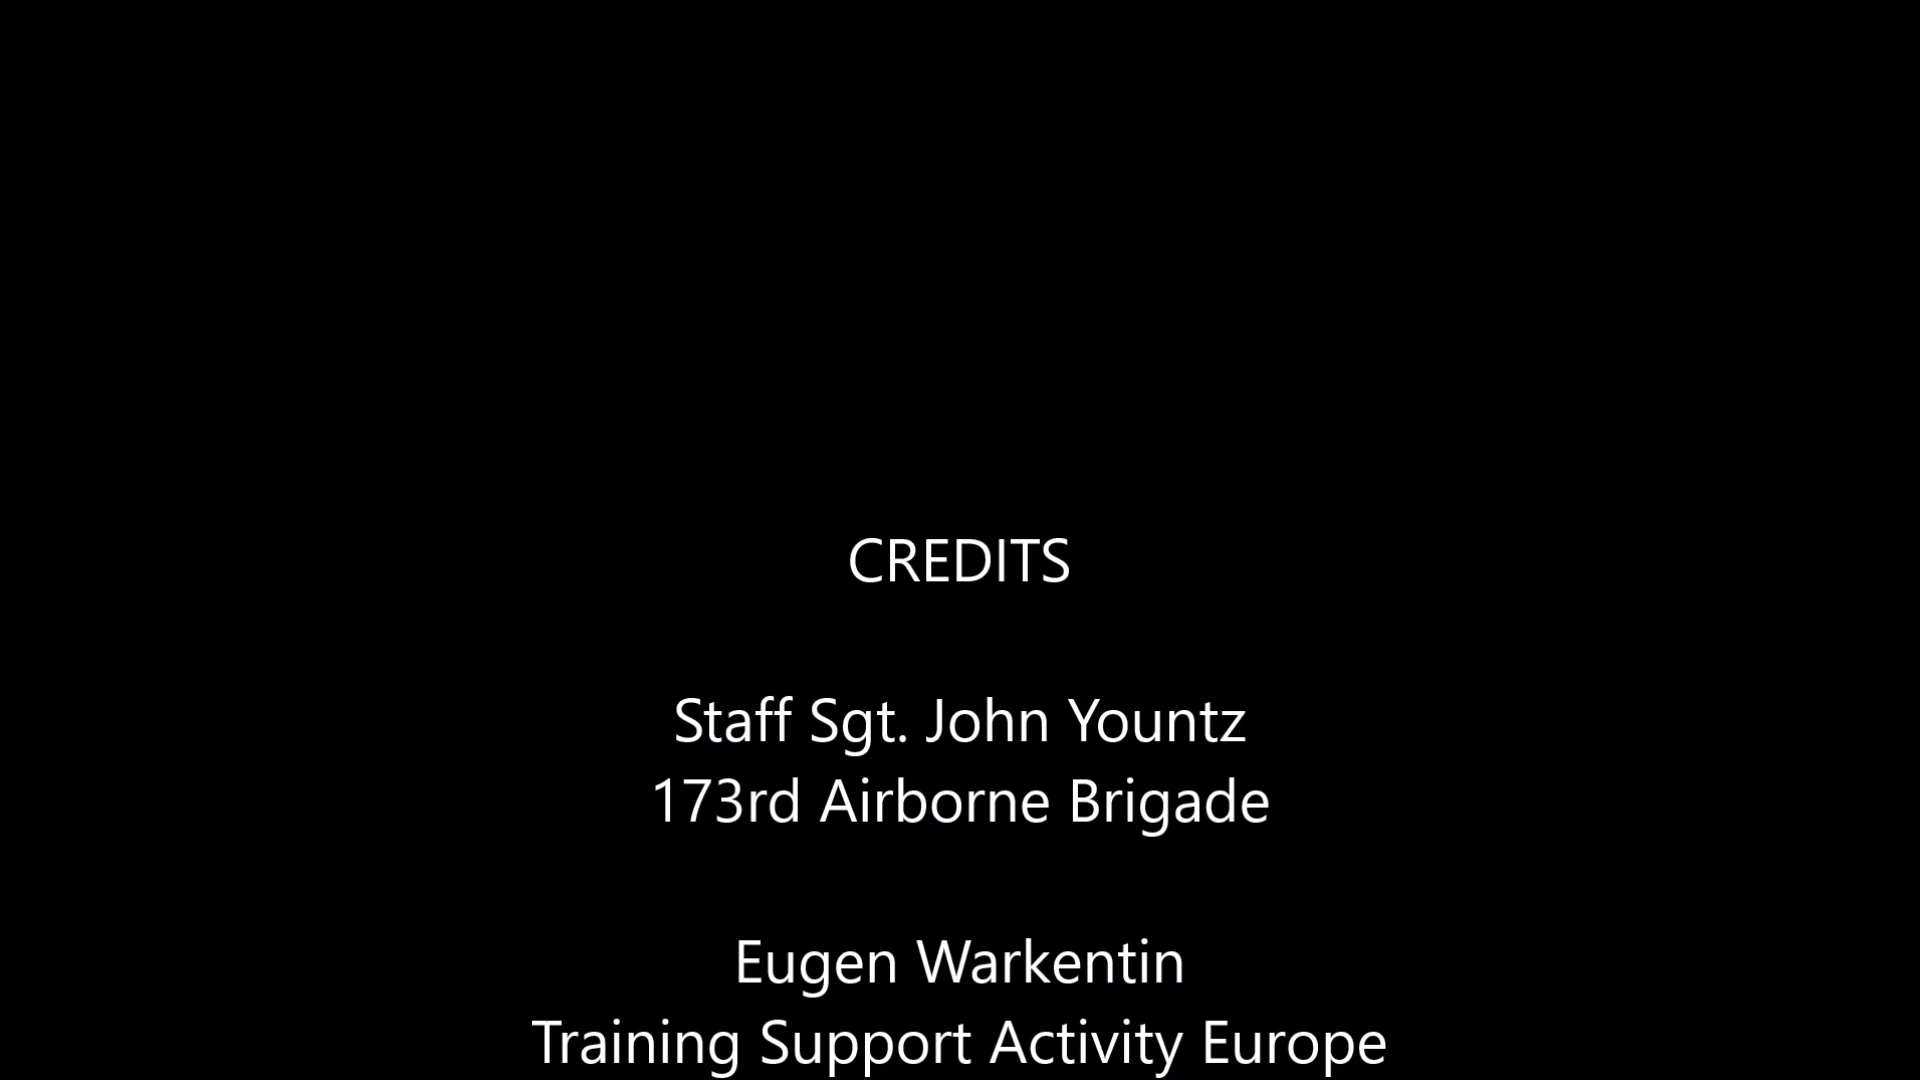 CREDITS
Staff Sgt. John Yountz
173rd Airborne Brigade
Eugen Warkentin
Training Support Activity Europe